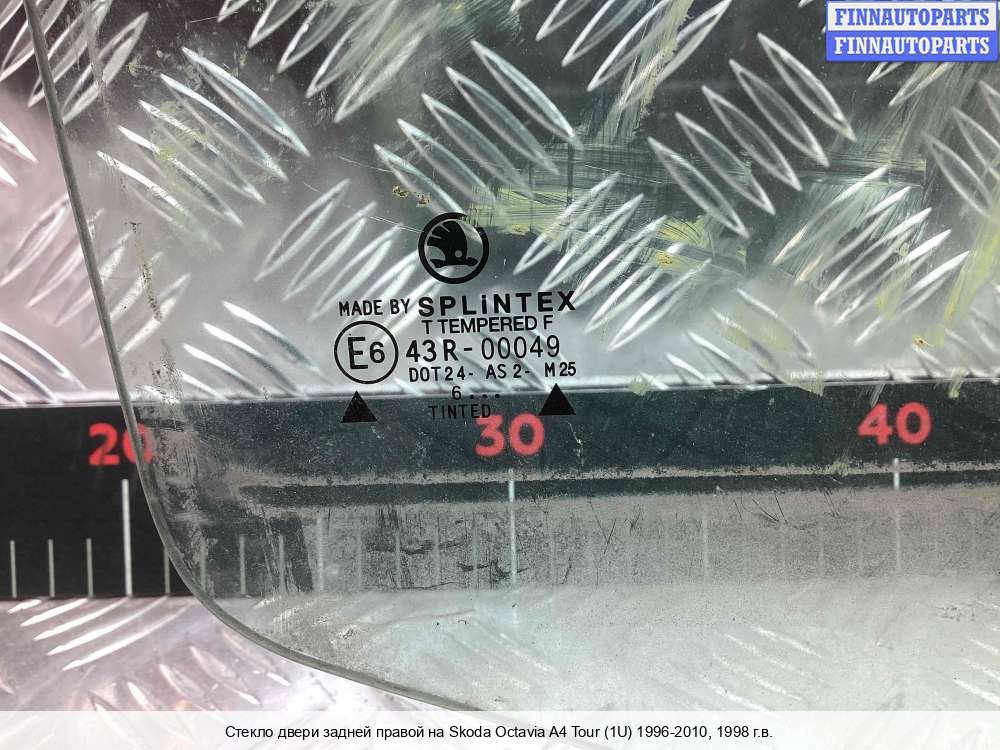 FINNAUTOPARTS
FINNAUTOPARTS
MADE BY SPLINTEX
T TEMPERED F
E6 43R-00049
DOT24- AS2- M25
6...
TINTED
20 30 40
Стекло двери задней правой на Skoda Octavia A4 Tour (1U) 1996-2010, 1998 г.в.